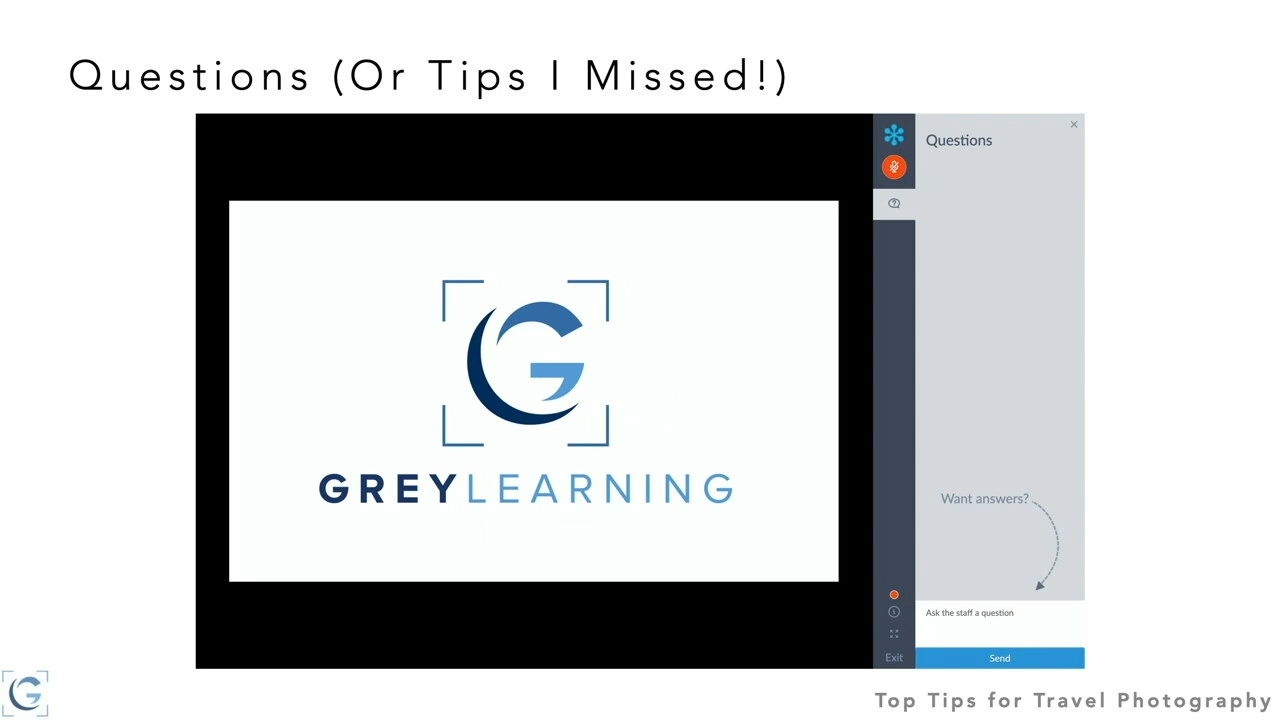 Questions (Or Tips I Missed!)
Questions
GREYLEARNING
Want answers?
Ask the staff a question
Exit
Send
Top Tips for Travel Photography